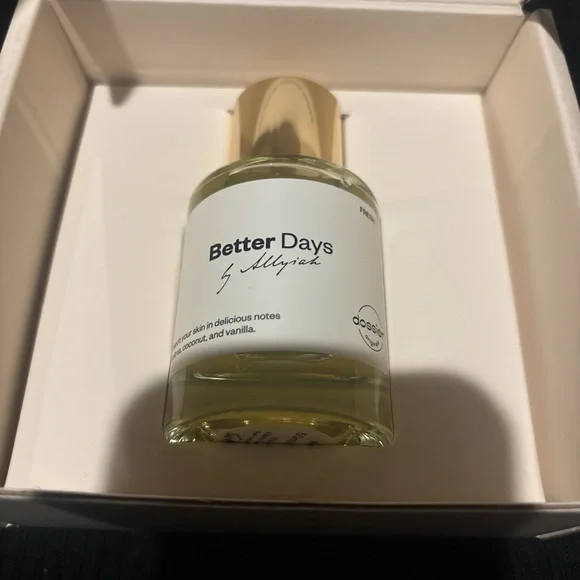 Better Days
by Allyiah
your skin in delicious notes
coconut, and vanilla.
dossier